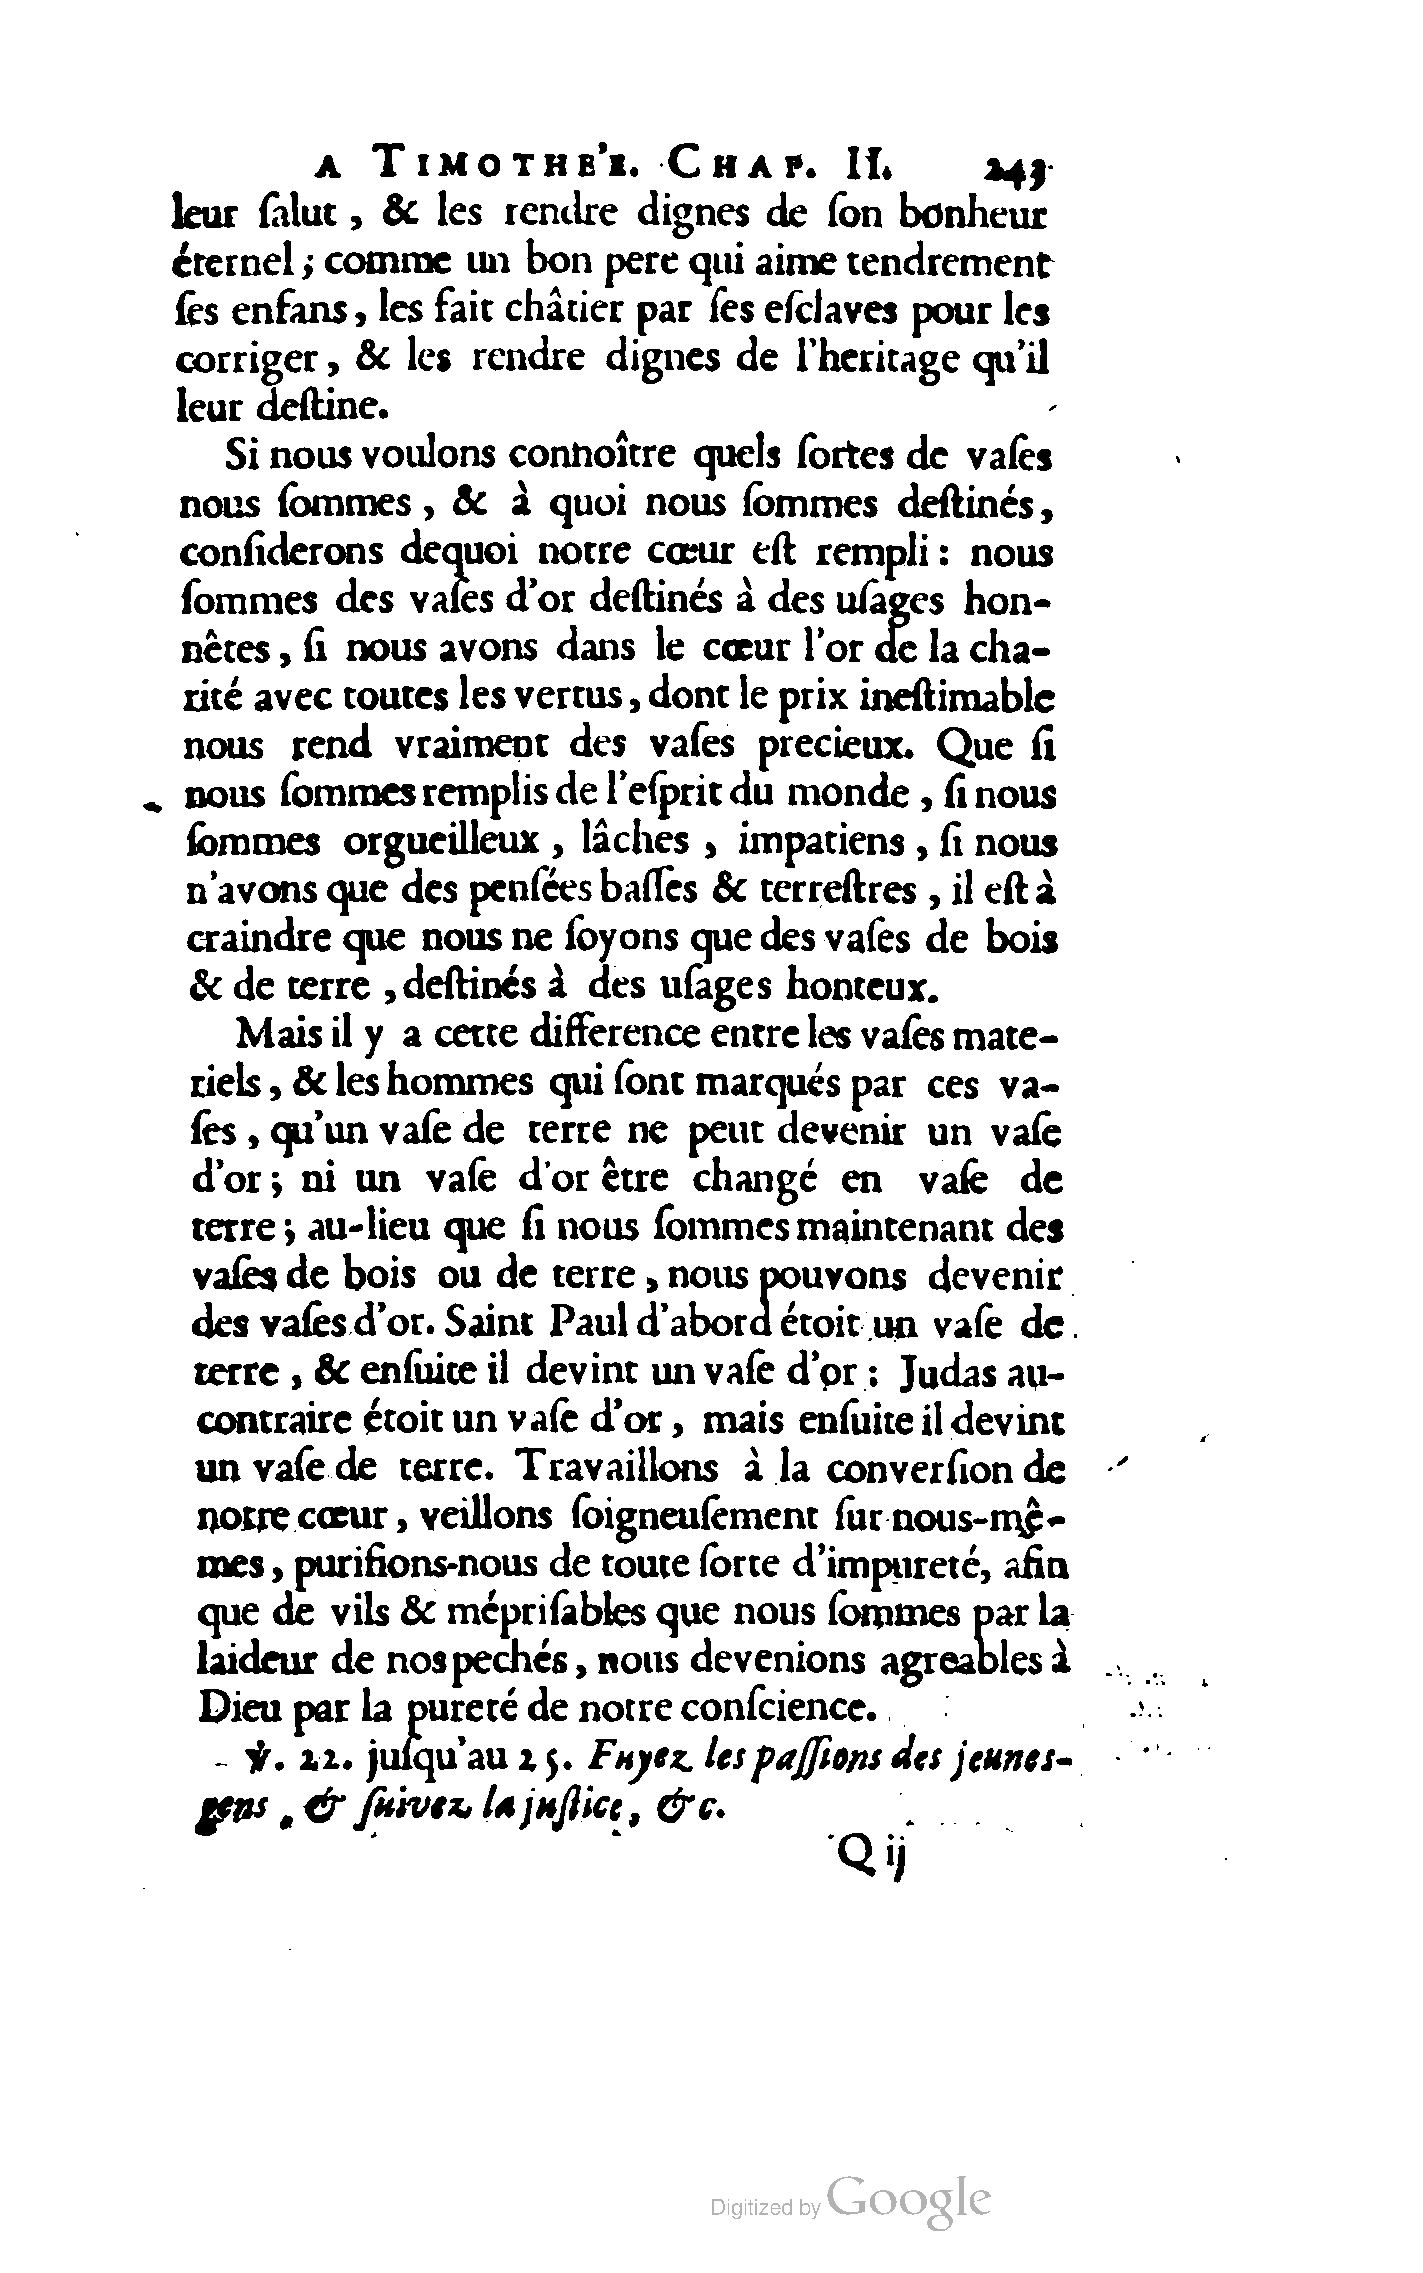 A TIMOTHE'E. CHAP. II. 243
leur ſalut, & les rendre dignes de ſon bonheur
éternel; comme un bon pere qui aime tendrement
ſes enfans, les fait châtier par ſes eſclaves pour les
corriger, & les rendre dignes de l'heritage qu'il
leur deſtine.
Si nous voulons connoître quels ſortes de vaſes
nous ſommes, & à quoi nous ſommes deſtinés,
conſiderons dequoi notre cœur eſt rempli: nous
ſommes des vaſes d'or deſtinés à des uſages hon-
nêtes, ſi nous avons dans le cœur l'or de la cha-
rité avec toutes les vertus, dont le prix ineſtimable
nous rend vraiment des vaſes precieux. Que ſi
nous ſommes remplis de l'eſprit du monde, ſi nous
ſommes orgueilleux, lâches, impatiens, ſi nous
n'avons que des penſées baſſes & terreſtres, il eſt à
craindre que nous ne ſoyons que des vaſes de bois
& de terre, deſtinés à des uſages honteux.
Mais il y a cette difference entre les vaſes mate-
riels, & les hommes qui ſont marqués par ces va-
ſes, qu'un vaſe de terre ne peut devenir un vaſe
d'or; ni un vaſe d'or être changé en vaſe de
terre; au-lieu que ſi nous ſommes maintenant des
vaſes de bois ou de terre, nous pouvons devenir
des vaſes d'or. Saint Paul d'abord étoit un vaſe de
terre, & enſuite il devint un vaſe d'or: Judas au-
contraire étoit un vaſe d'or, mais enſuite il devint
un vaſe de terre. Travaillons à la converſion de
notre cœur, veillons ſoigneuſement ſur nous-mê-
mes, purifions-nous de toute ſorte d'impureté, afin
que de vils & mépriſables que nous ſommes par la
laideur de nos pechés, nous devenions agreables à
Dieu par la pureté de notre conſcience.
℣. 22. juſqu'au 25. Fuyez les paſſions des jeunes-
gens, & ſuivez la juſtice, &c.
Q ij
Digitized by Google